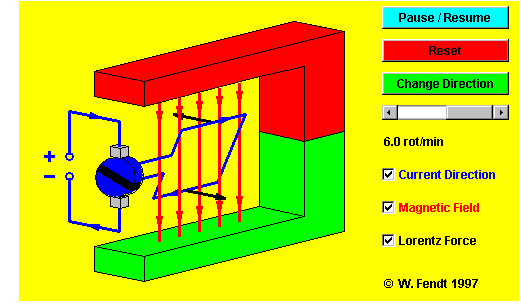 Pause / Resume
Reset
Change Direction
6.0 rot/min
+
−
Current Direction
Magnetic Field
Lorentz Force
© W. Fendt 1997